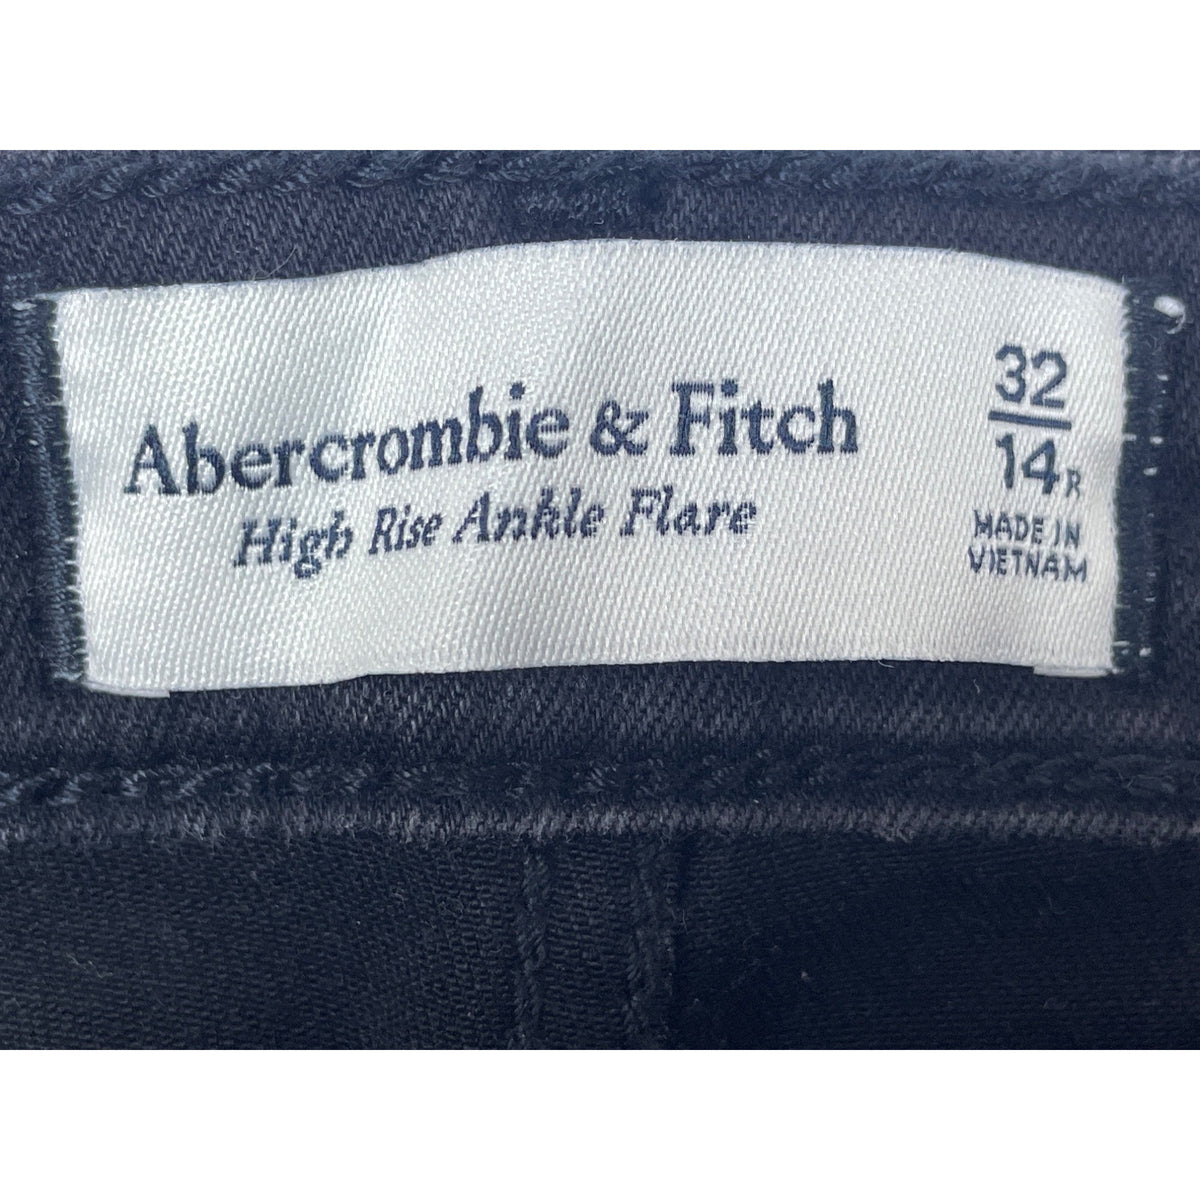 Abercrombie & Fitch
High Rise Ankle Flare
32
14R
MADE IN
VIETNAM